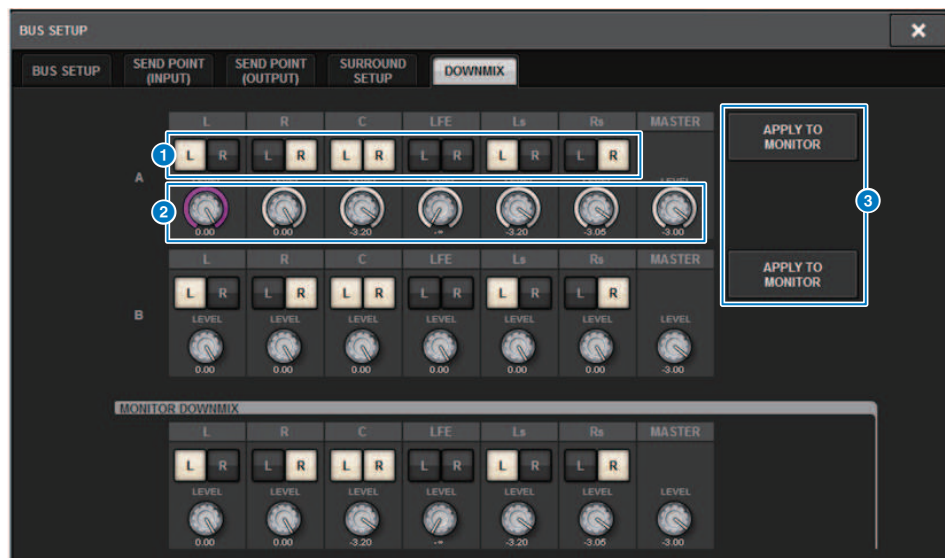 BUS SETUP
×
BUS SETUP
SEND POINT (INPUT)
SEND POINT (OUTPUT)
SURROUND SETUP
DOWNMIX
L R C LFE Ls Rs MASTER
APPLY TO
MONITOR
1
L R L R L R L R L R L R
A
LEVEL
2
3
0.00 0.00 -3.20 -∞ -3.20 -3.05 -3.00
L R C LFE Ls Rs MASTER
APPLY TO
MONITOR
L R L R L R L R L R L R
B
LEVEL LEVEL LEVEL LEVEL LEVEL LEVEL LEVEL
0.00 0.00 0.00 0.00 0.00 0.00 -3.00
MONITOR DOWNMIX
L R C LFE Ls Rs MASTER
L R L R L R L R L R L R
LEVEL LEVEL LEVEL LEVEL LEVEL LEVEL LEVEL
0.00 0.00 -3.20 -∞ -3.20 -3.05 -3.00